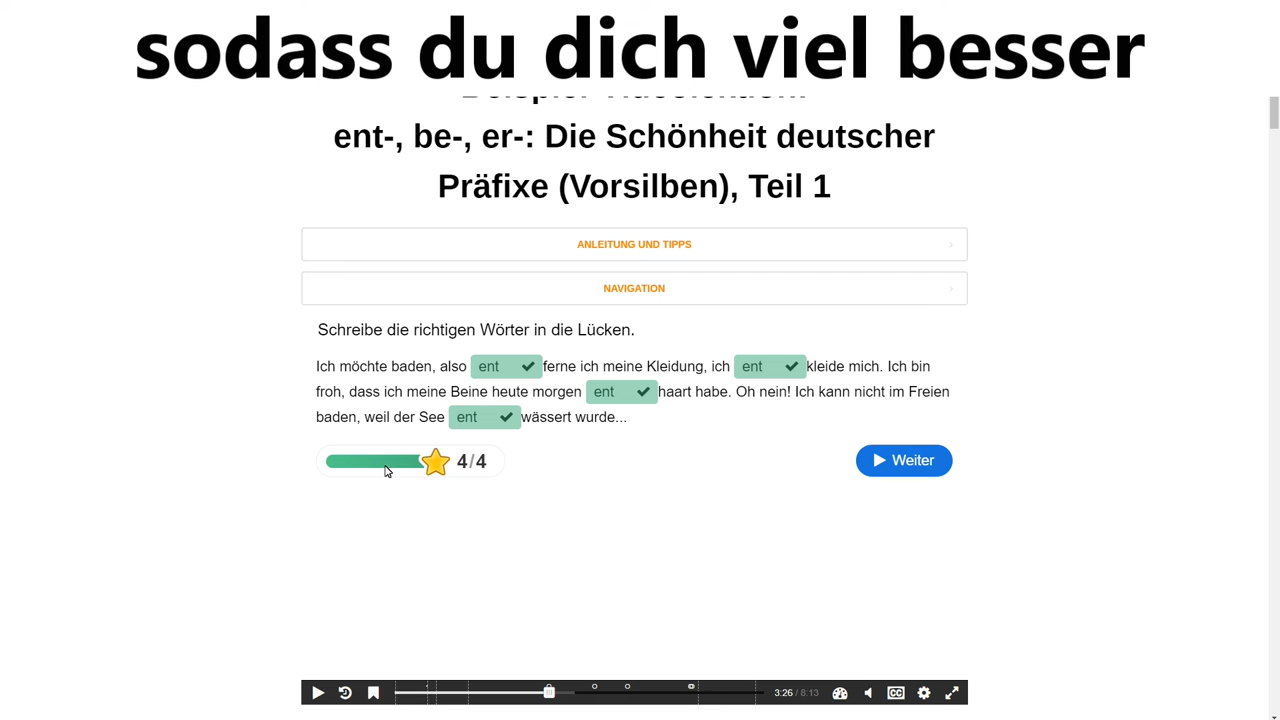 sodass du dich viel besser
ent-, be-, er-: Die Schönheit deutscher
Präfixe (Vorsilben), Teil 1
ANLEITUNG UND TIPPS
NAVIGATION
Schreibe die richtigen Wörter in die Lücken.
Ich möchte baden, also ent ferne ich meine Kleidung, ich ent kleide mich. Ich bin
froh, dass ich meine Beine heute morgen ent haart habe. Oh nein! Ich kann nicht im Freien
baden, weil der See ent wässert wurde...
4/4
Weiter
3:26 / 8:13
CC